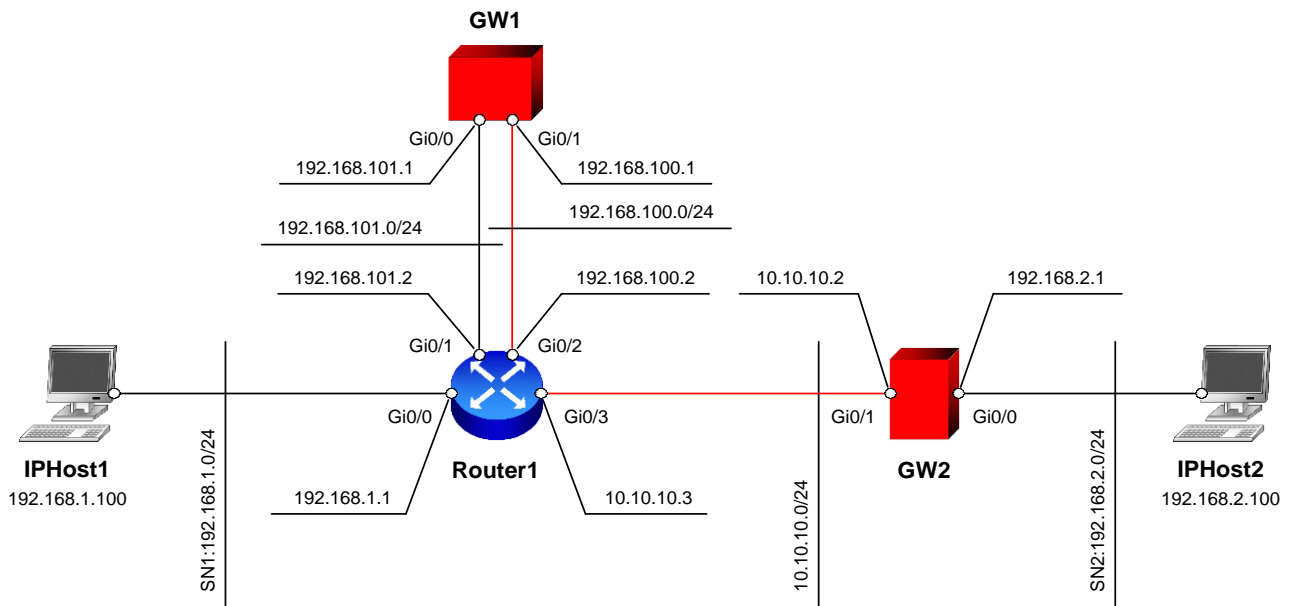 GW1
Gi0/0
Gi0/1
192.168.101.1
192.168.100.1
192.168.100.0/24
192.168.101.0/24
192.168.101.2
192.168.100.2
10.10.10.2
192.168.2.1
Gi0/1
Gi0/2
Gi0/0
Gi0/3
Gi0/1
Gi0/0
IPHost1
192.168.1.100
Router1
GW2
IPHost2
192.168.2.100
192.168.1.1
10.10.10.3
SN1:192.168.1.0/24
10.10.10.0/24
SN2:192.168.2.0/24